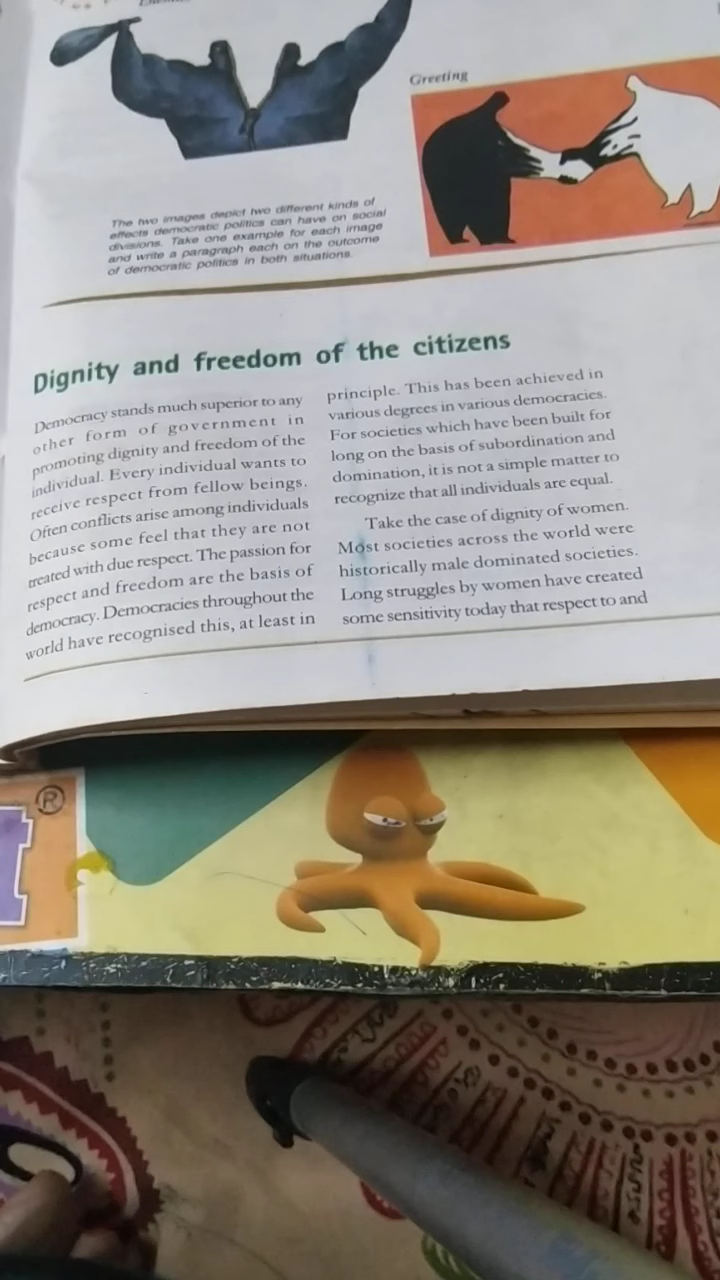 Greeting
The two images depict two different kinds of
effects democratic politics can have on social
divisions. Take one example for each image
and write a paragraph each on the outcome
of democratic politics in both situations.
Dignity and freedom of the citizens
Democracy stands much superior to any
other form of government in
promoting dignity and freedom of the
individual. Every individual wants to
receive respect from fellow beings.
Often conflicts arise among individuals
because some feel that they are not
treated with due respect. The passion for
respect and freedom are the basis of
democracy. Democracies throughout the
world have recognised this, at least in
principle. This has been achieved in
various degrees in various democracies.
For societies which have been built for
long on the basis of subordination and
domination, it is not a simple matter to
recognize that all individuals are equal.
Take the case of dignity of women.
Most societies across the world were
historically male dominated societies.
Long struggles by women have created
some sensitivity today that respect to and
®